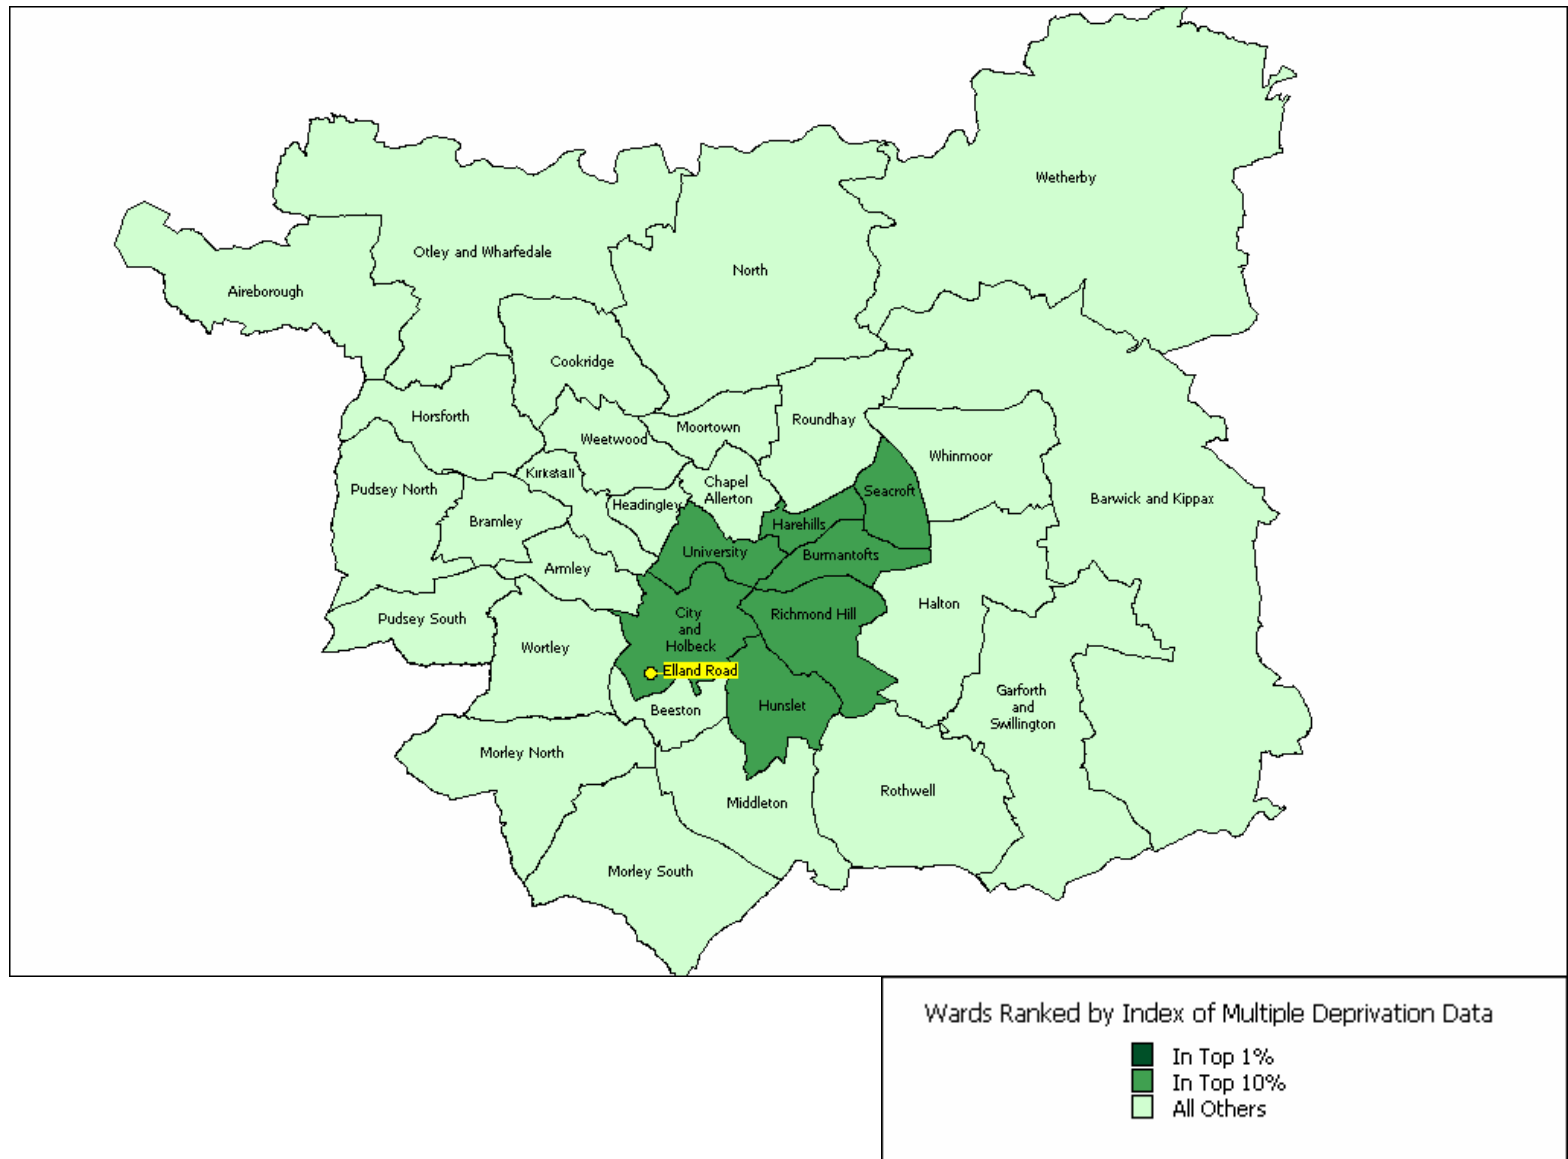 Wetherby
Otley and Wharfedale
North
Aireborough
Cookridge
Horsforth
Moortown
Roundhay
Weetwood
Whinmoor
Kirkstall
Pudsey North
Chapel
Allerton
Seacroft
Barwick and Kippax
Headingley
Bramley
Harehills
University
Burmantofts
Armley
Halton
Pudsey South
City
and
Holbeck
Richmond Hill
Wortley
Elland Road
Garforth
and
Swillington
Beeston
Hunslet
Morley North
Rothwell
Middleton
Morley South
Wards Ranked by Index of Multiple Deprivation Data
In Top 1%
In Top 10%
All Others